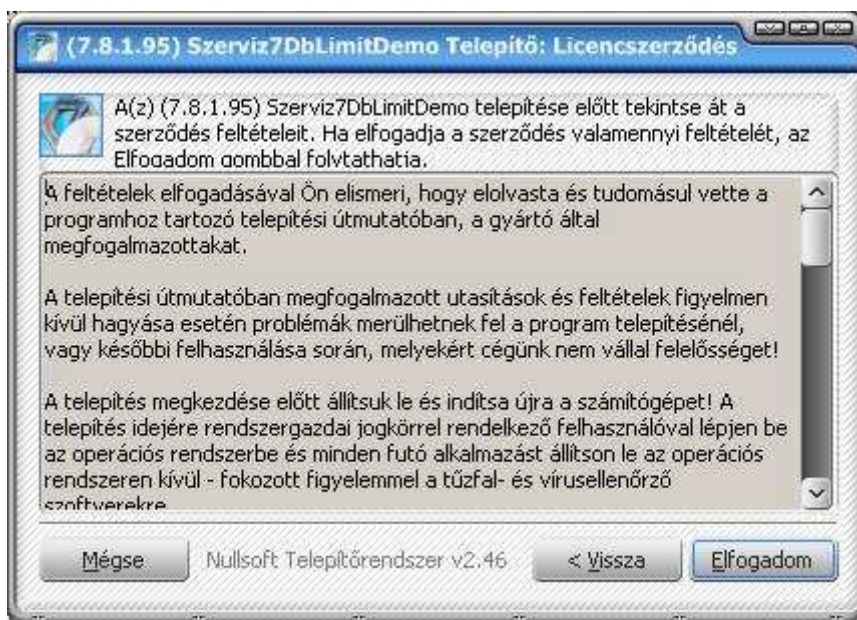 (7.8.1.95) Szerviz7DbLimitDemo Telepítő: Licencszerződés
A(z) (7.8.1.95) Szerviz7DbLimitDemo telepítése előtt tekintse át a
szerződés feltételeit. Ha elfogadja a szerződés valamennyi feltételét, az
Elfogadom gombbal folytathatja.
A feltételek elfogadásával Ön elismeri, hogy elolvasta és tudomásul vette a
programhoz tartozó telepítési útmutatóban, a gyártó által
megfogalmazottakat.
A telepítési útmutatóban megfogalmazott utasítások és feltételek figyelmen
kívül hagyása esetén problémák merülhetnek fel a program telepítésénél,
vagy későbbi felhasználása során, melyekért cégünk nem vállal felelősséget!
A telepítés megkezdése előtt állítsuk le és indítsa újra a számítógépet! A
telepítés idejére rendszergazdai jogkörrel rendelkező felhasználóval lépjen be
az operációs rendszerbe és minden futó alkalmazást állítson le az operációs
rendszeren kívül - fokozott figyelemmel a tűzfal- és vírusellenőrző
szoftverekre
Mégse Nullsoft Telepítőrendszer v2.46 < Vissza Elfogadom